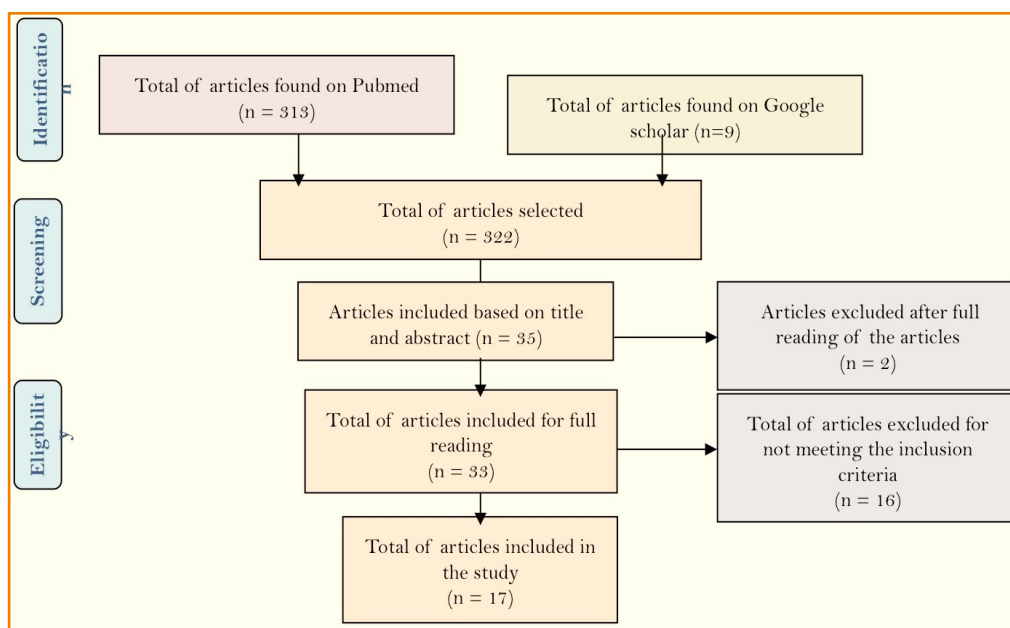 Identificatio
n
Total of articles found on Pubmed
(n = 313)
Total of articles found on Google
scholar (n=9)
Screening
Total of articles selected
(n = 322)
Articles included based on title
and abstract (n = 35)
Articles excluded after full
reading of the articles
(n = 2)
Eligibilit
y
Total of articles included for full
reading
(n = 33)
Total of articles excluded for
not meeting the inclusion
criteria
(n = 16)
Total of articles included in
the study
(n = 17)